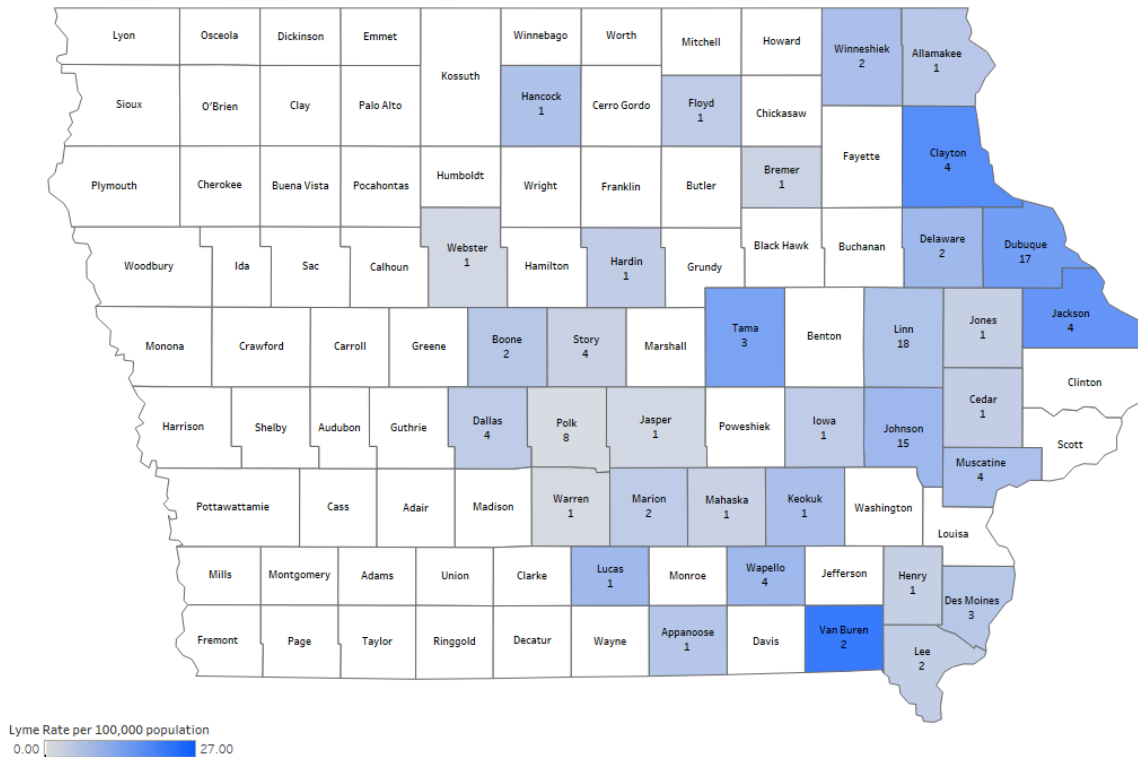 Lyon
Osceola
Dickinson
Emmet
Kossuth
Winnebago
Worth
Mitchell
Howard
Winneshiek
2
Allamakee
1
Sioux
O'Brien
Clay
Palo Alto
Hancock
1
Cerro Gordo
Floyd
1
Chickasaw
Fayette
Clayton
4
Plymouth
Cherokee
Buena Vista
Pocahontas
Humboldt
Wright
Franklin
Butler
Bremer
1
Woodbury
Ida
Sac
Calhoun
Webster
1
Hamilton
Hardin
1
Grundy
Black Hawk
Buchanan
Delaware
2
Dubuque
17
Monona
Crawford
Carroll
Greene
Boone
2
Story
4
Marshall
Tama
3
Benton
Linn
18
Jones
1
Jackson
4
Clinton
Harrison
Shelby
Audubon
Guthrie
Dallas
4
Polk
8
Jasper
1
Poweshiek
Iowa
1
Johnson
15
Cedar
1
Scott
Muscatine
4
Pottawattamie
Cass
Adair
Madison
Warren
1
Marion
2
Mahaska
1
Keokuk
1
Washington
Louisa
Mills
Montgomery
Adams
Union
Clarke
Lucas
1
Monroe
Wapello
4
Jefferson
Henry
1
Des Moines
3
Fremont
Page
Taylor
Ringgold
Decatur
Wayne
Appanoose
1
Davis
Van Buren
2
Lee
2
Lyme Rate per 100,000 population
0.00 27.00